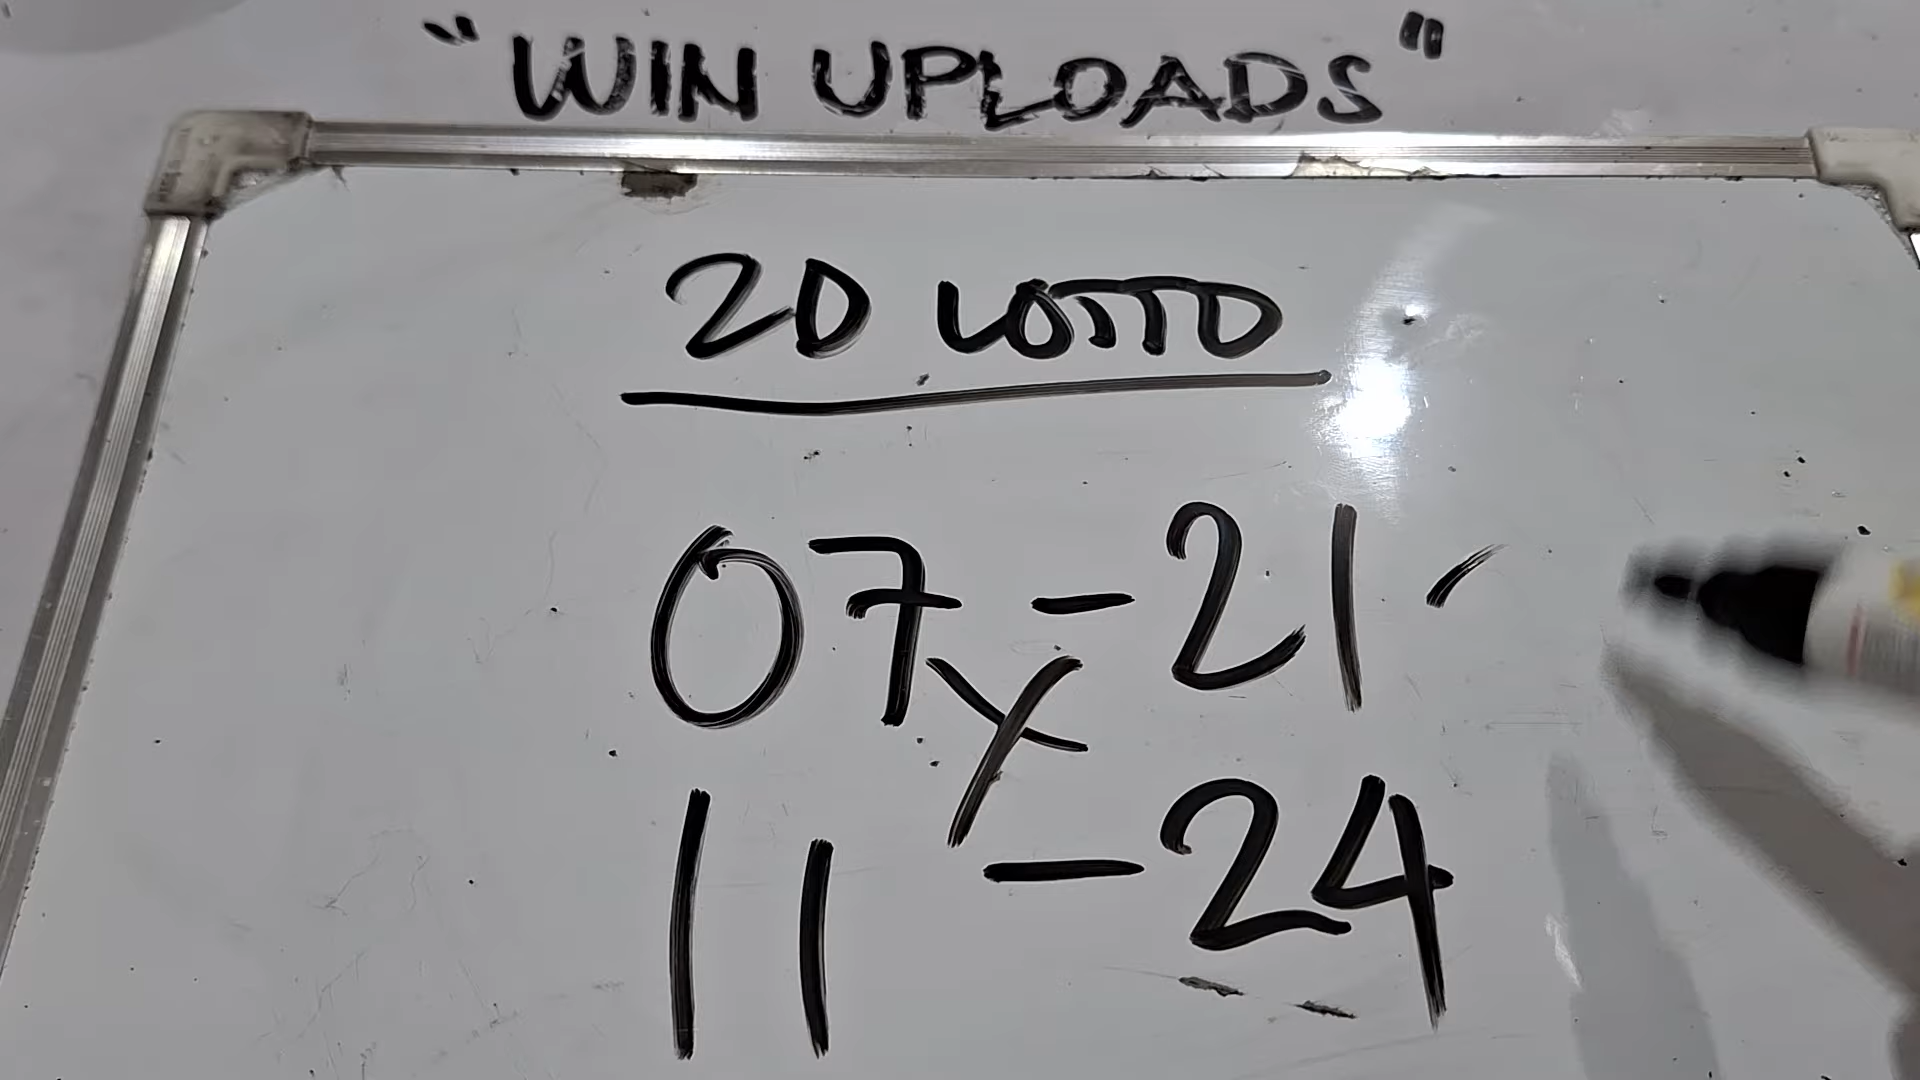 "WIN UPLOADS"
2D LOTTO
07 - 21
X
11 - 24